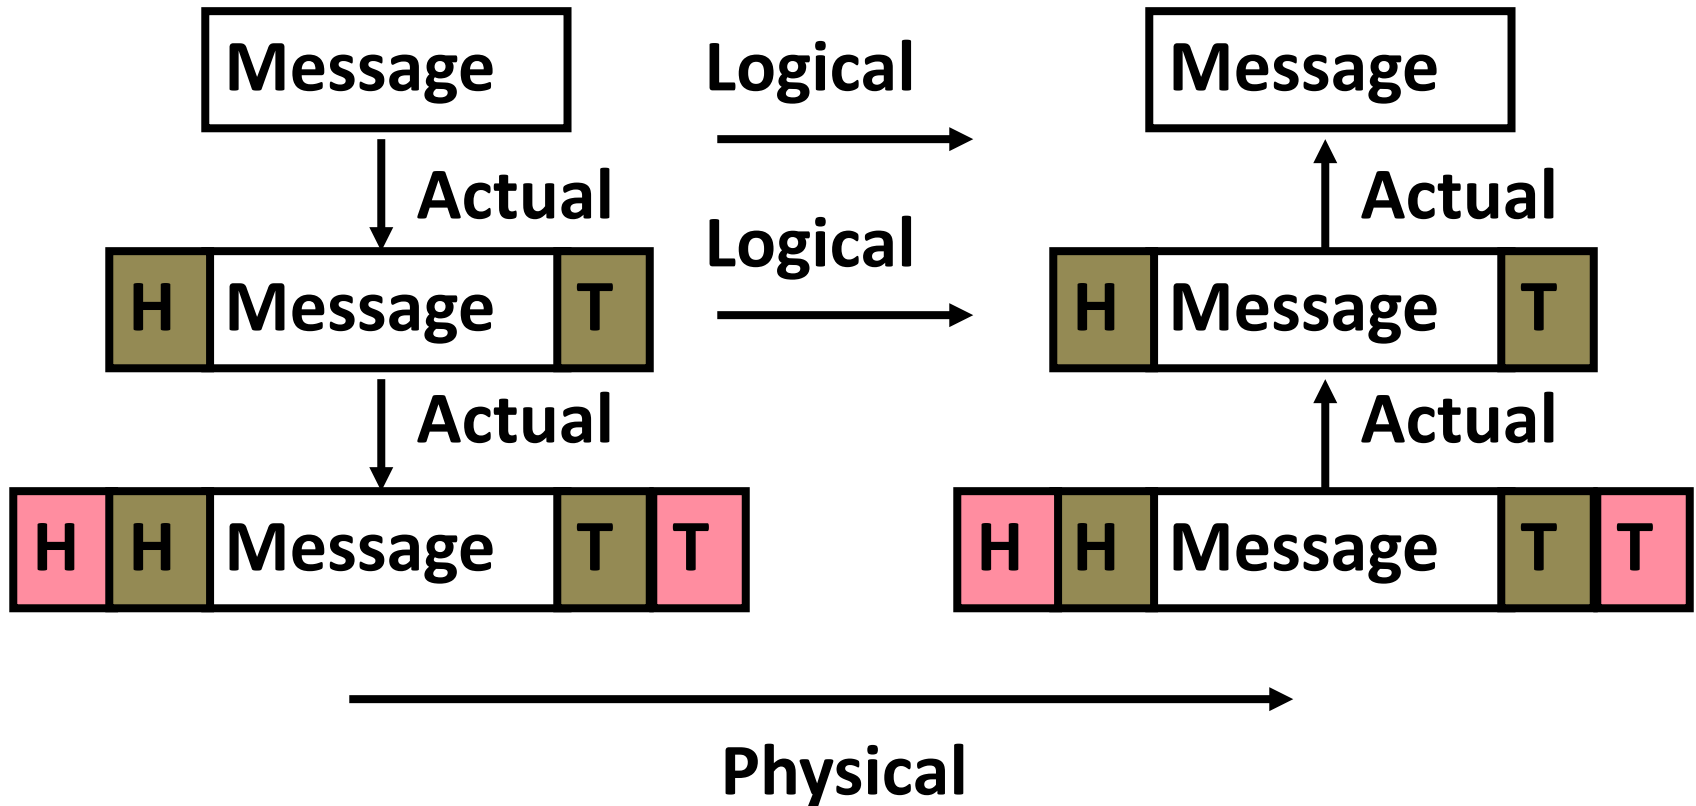 Message Logical Message
Actual Actual
Logical
H Message T H Message T
Actual Actual
H H Message T T H H Message T T
Physical